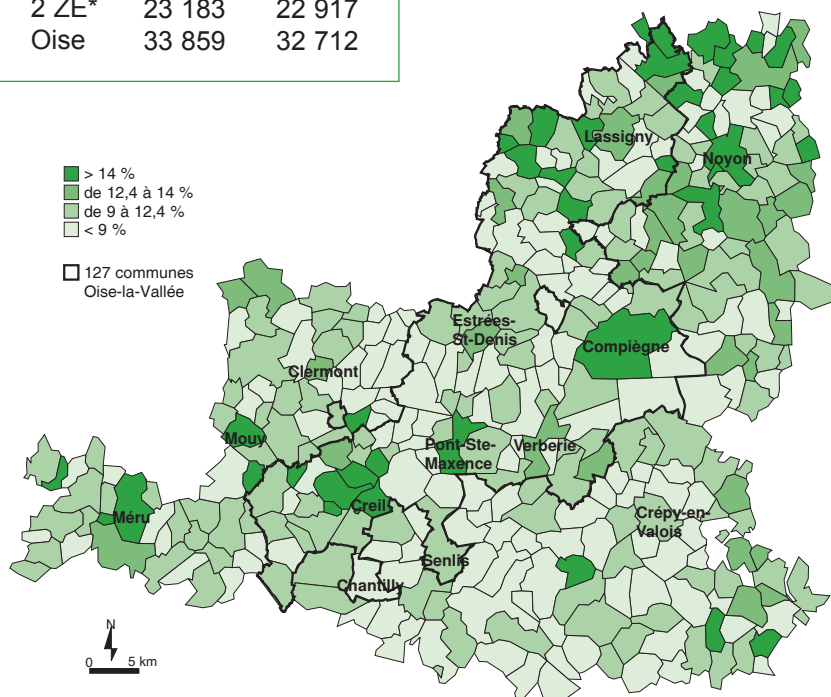 2 ZE* 23 183 22 917
Oise 33 859 32 712
> 14 %
de 12,4 à 14 %
de 9 à 12,4 %
< 9 %
127 communes
Oise-la-Vallée
Lassigny
Noyon
Estrées-
St-Denis
Compiègne
Clermont
Mouy
Pont-Ste-
Maxence
Verberie
Creil
Méru
Crépy-en-
Valois
Senlis
Chantilly
N
0 5 km